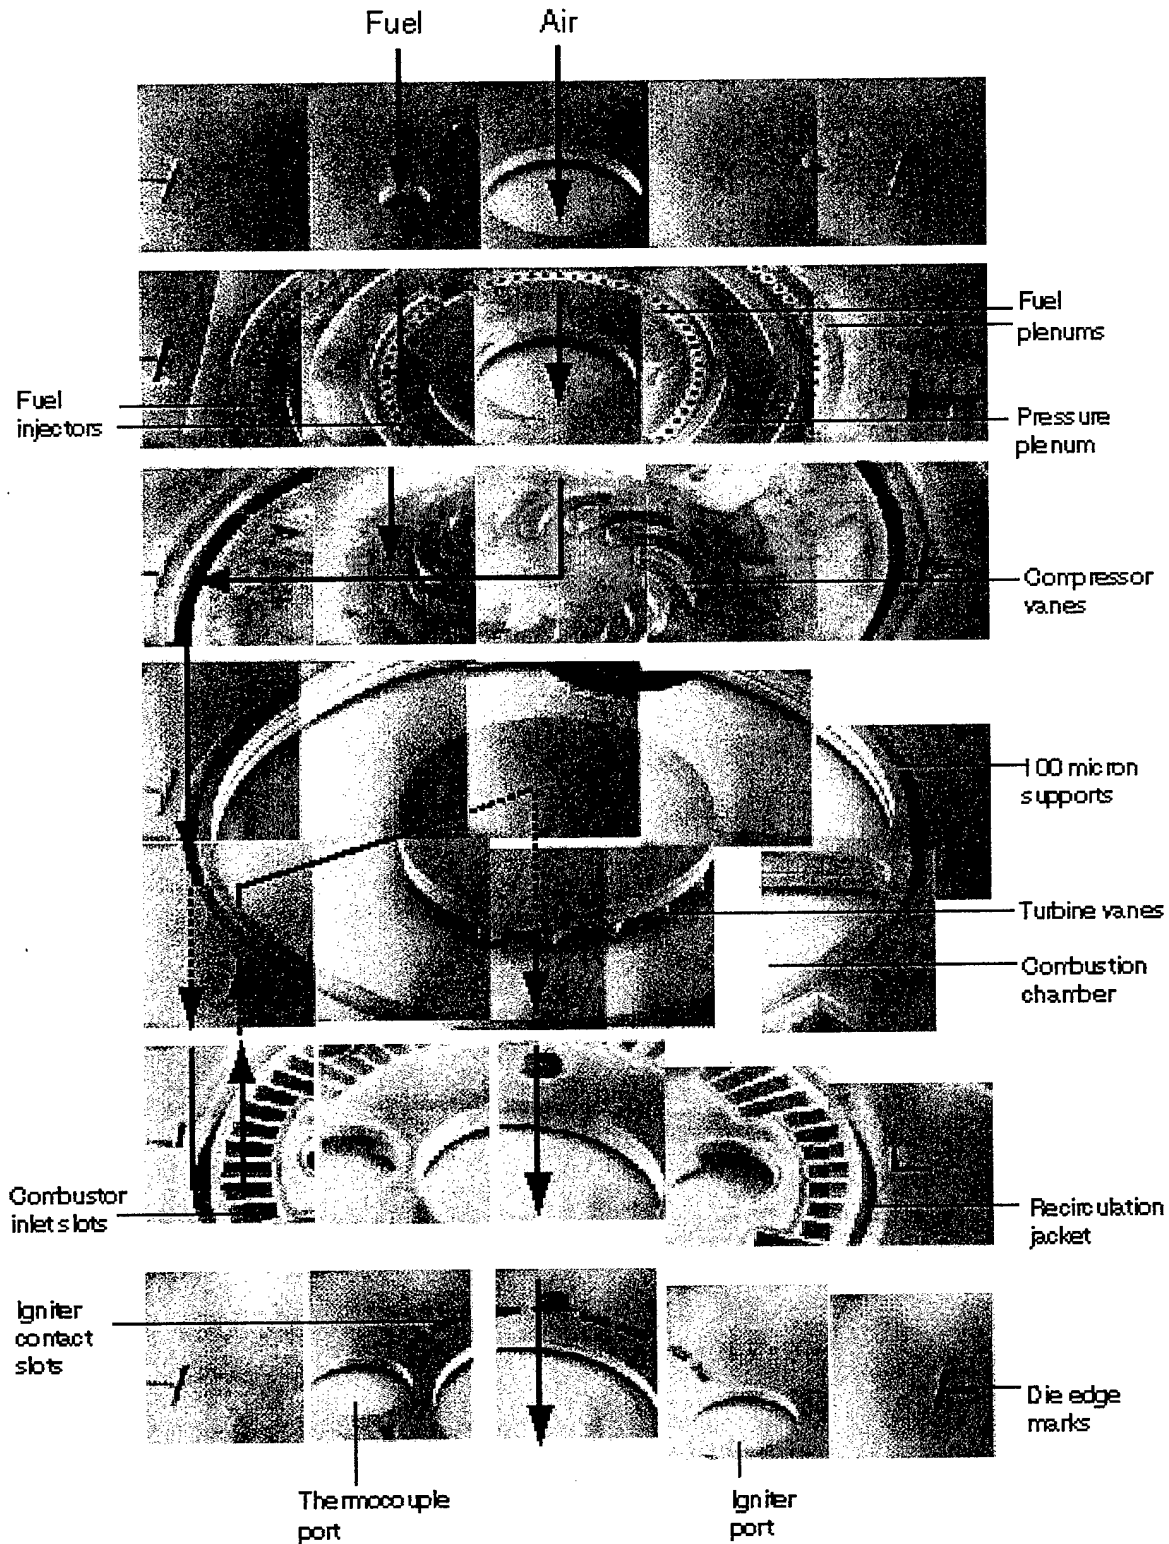 Fuel
Air
Fuel
plenums
Fuel
injectors
Pressure
plenum
Compressor
vanes
100 micron
supports
Turbine vanes
Combustion
chamber
Combustor
inlet slots
Recirculation
jacket
Igniter
contact
slots
Die edge
marks
Thermocouple
port
Igniter
port